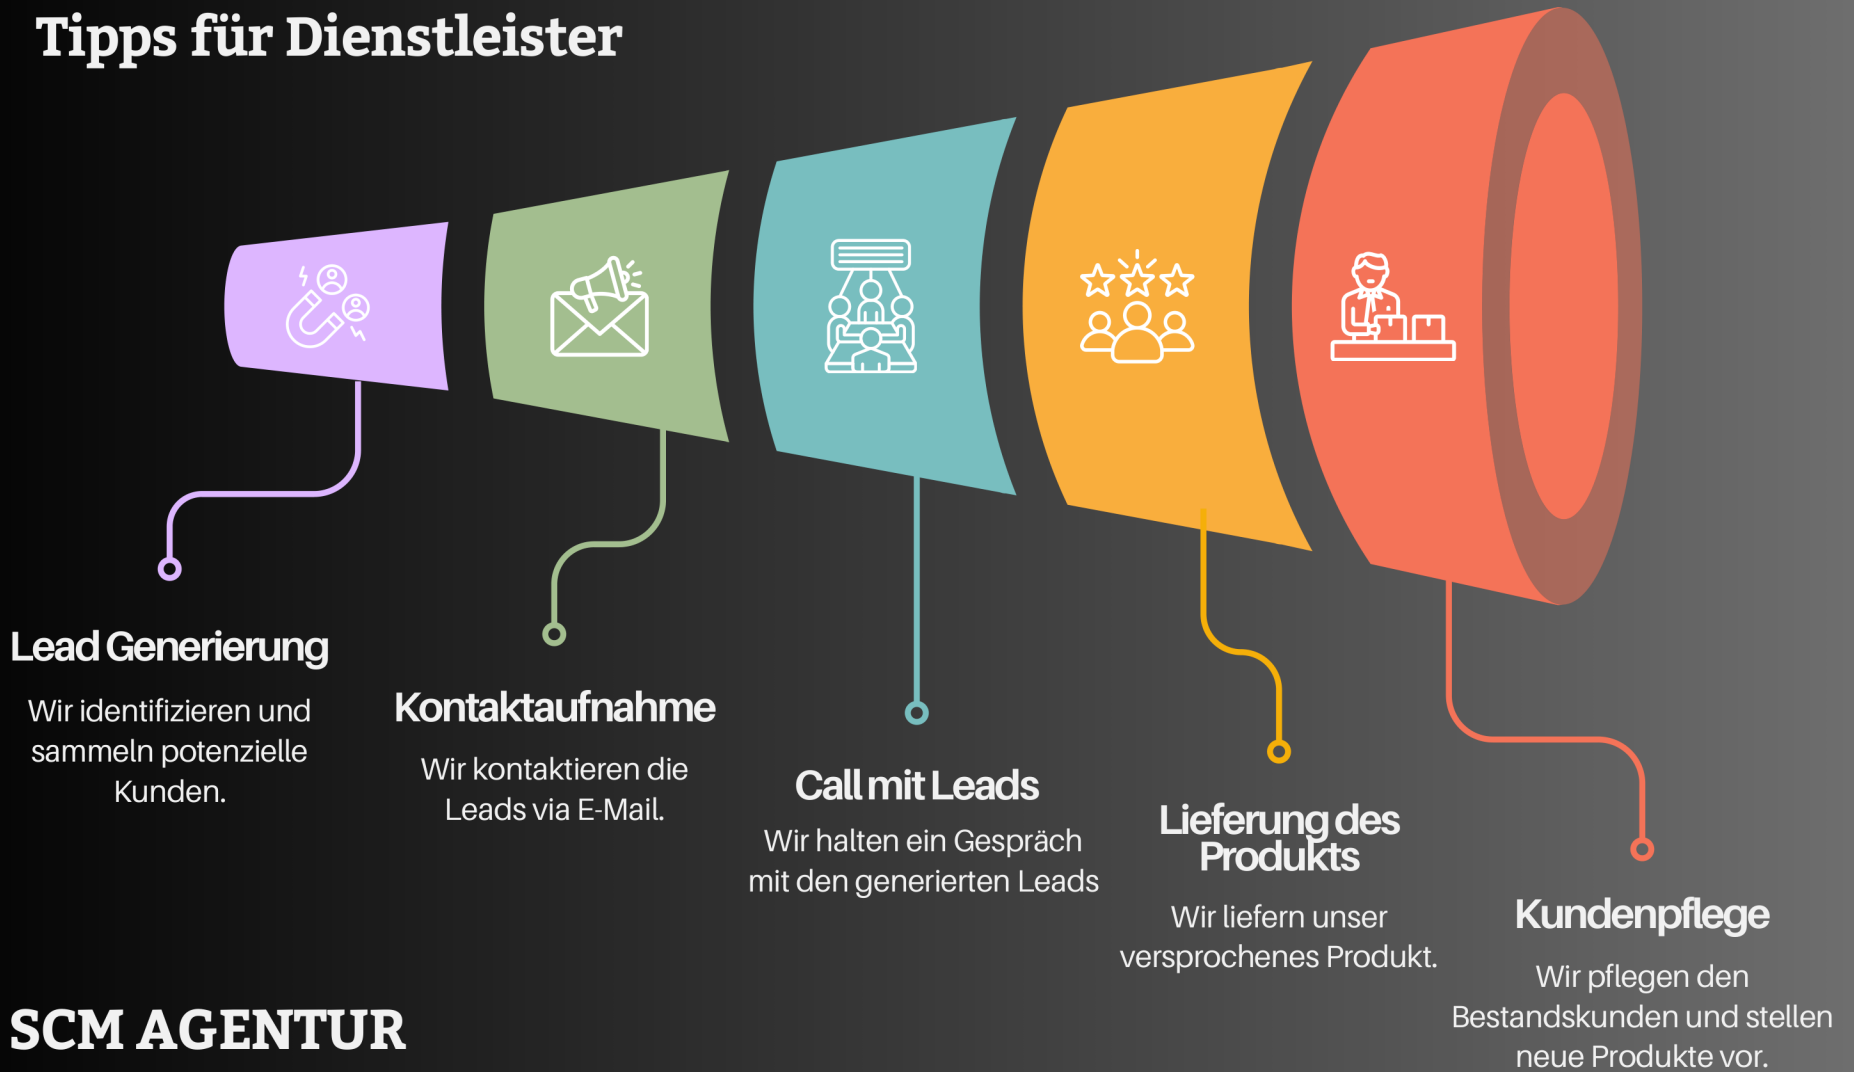 Tipps für Dienstleister
Lead Generierung
Wir identifizieren und
sammeln potenzielle
Kunden.
Kontaktaufnahme
Wir kontaktieren die
Leads via E-Mail.
Call mit Leads
Wir halten ein Gespräch
mit den generierten Leads
Lieferung des
Produkts
Wir liefern unser
versprochenes Produkt.
Kundenpflege
Wir pflegen den
Bestandskunden und stellen
neue Produkte vor.
SCM AGENTUR